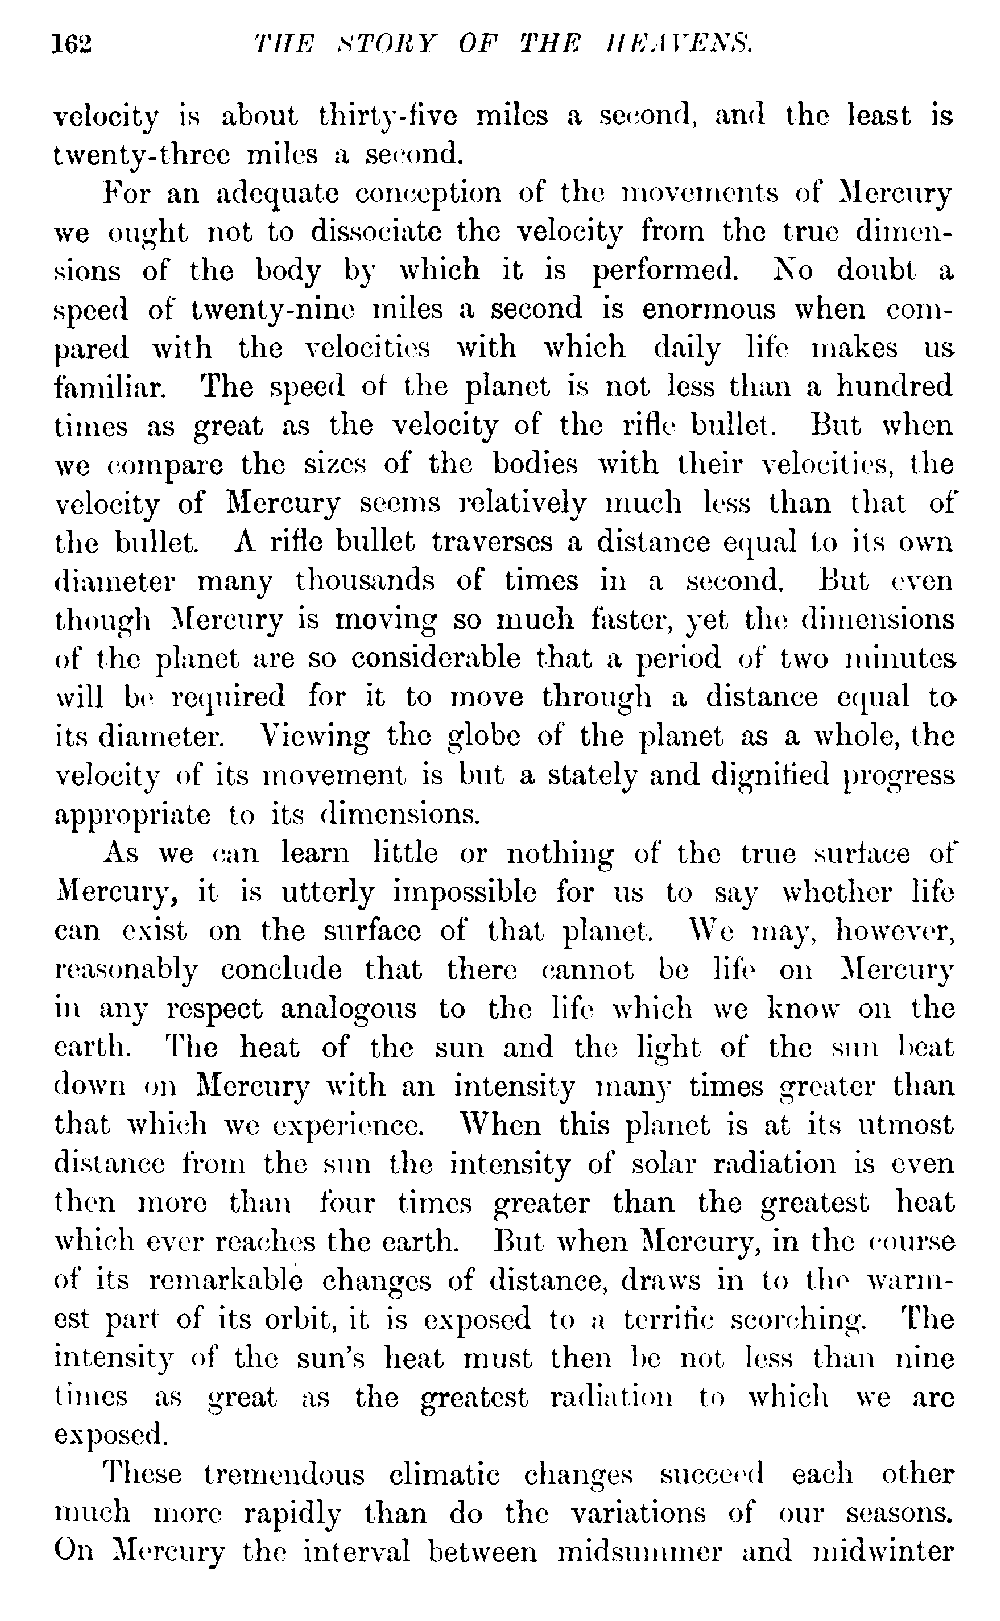 162 THE STORY OF THE HEAVENS.
velocity is about thirty-five miles a second, and the least is
twenty-three miles a second.
For an adequate conception of the movements of Mercury
we ought not to dissociate the velocity from the true dimen-
sions of the body by which it is performed. No doubt a
speed of twenty-nine miles a second is enormous when com-
pared with the velocities with which daily life makes us
familiar. The speed of the planet is not less than a hundred
times as great as the velocity of the rifle bullet. But when
we compare the sizes of the bodies with their velocities, the
velocity of Mercury seems relatively much less than that of
the bullet. A rifle bullet traverses a distance equal to its own
diameter many thousands of times in a second. But even
though Mercury is moving so much faster, yet the dimensions
of the planet are so considerable that a period of two minutes
will be required for it to move through a distance equal to
its diameter. Viewing the globe of the planet as a whole, the
velocity of its movement is but a stately and dignified progress
appropriate to its dimensions.
As we can learn little or nothing of the true surface of
Mercury, it is utterly impossible for us to say whether life
can exist on the surface of that planet. We may, however,
reasonably conclude that there cannot be life on Mercury
in any respect analogous to the life which we know on the
earth. The heat of the sun and the light of the sun beat
down on Mercury with an intensity many times greater than
that which we experience. When this planet is at its utmost
distance from the sun the intensity of solar radiation is even
then more than four times greater than the greatest heat
which ever reaches the earth. But when Mercury, in the course
of its remarkable changes of distance, draws in to the warm-
est part of its orbit, it is exposed to a terrific scorching. The
intensity of the sun's heat must then be not less than nine
times as great as the greatest radiation to which we are
exposed.
These tremendous climatic changes succeed each other
much more rapidly than do the variations of our seasons.
On Mercury the interval between midsummer and midwinter